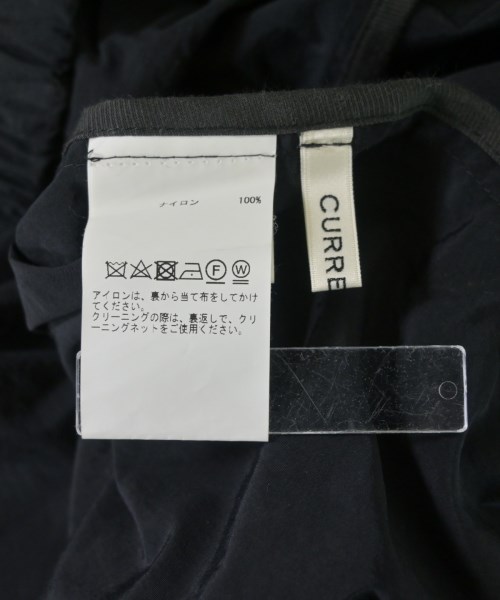 ナイロン 100%
F W
アイロンは、裏から当て布をしてかけ
てください。
クリーニングの際は、裏返しで、クリ
ーニングネットをご使用ください。
CURRE